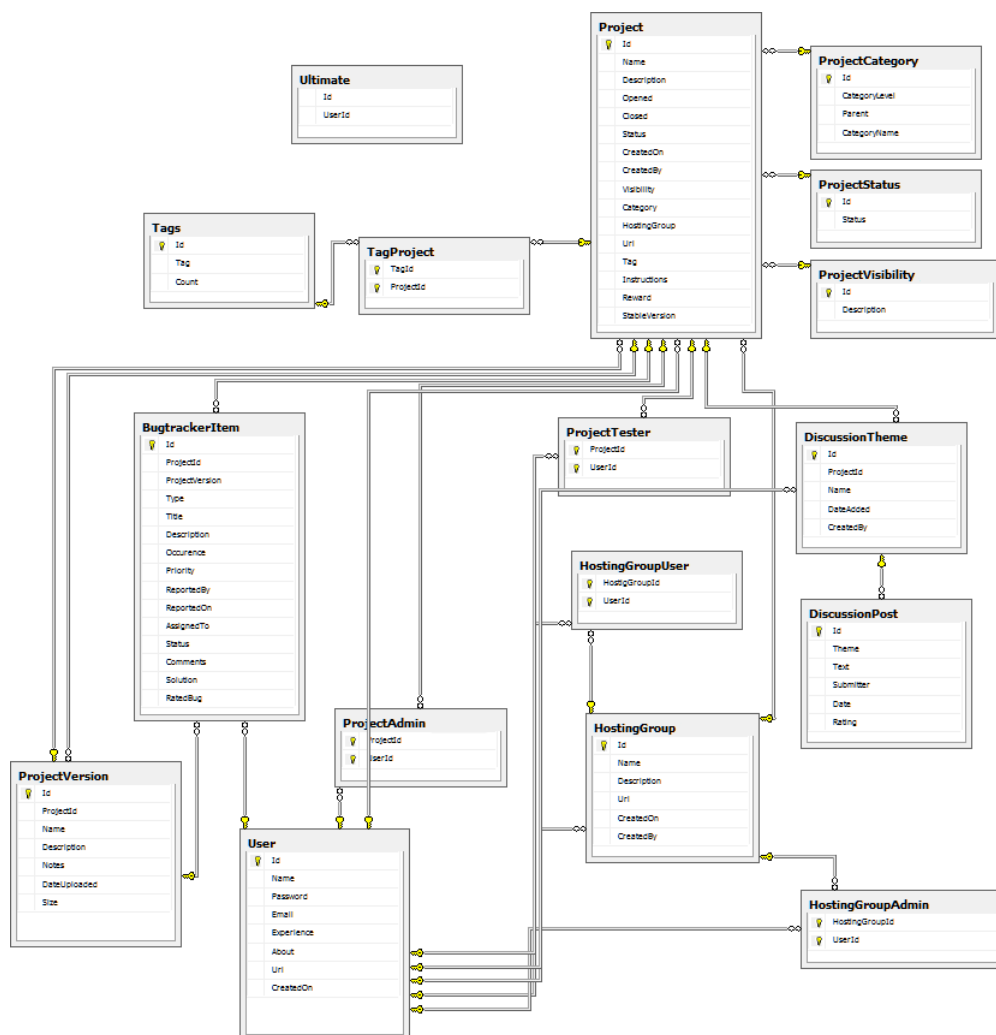 Project
Id
Name
Description
Opened
Closed
Status
CreatedOn
CreatedBy
Visibility
Category
HostingGroup
Url
Tag
Instructions
Reward
StableVersion
Ultimate
Id
UserId
ProjectCategory
Id
CategoryLevel
Parent
CategoryName
ProjectStatus
Id
Status
ProjectVisibility
Id
Description
Tags
Id
Tag
Count
TagProject
TagId
ProjectId
BugtrackerItem
Id
ProjectId
ProjectVersion
Type
Title
Description
Occurence
Priority
ReportedBy
ReportedOn
AssignedTo
Status
Comments
Solution
RatedBug
ProjectTester
ProjectId
UserId
DiscussionTheme
Id
ProjectId
Name
DateAdded
CreatedBy
HostingGroupUser
HostigGroupId
UserId
DiscussionPost
Id
Theme
Text
Submitter
Date
Rating
ProjectAdmin
ProjectId
UserId
HostingGroup
Id
Name
Description
Url
CreatedOn
CreatedBy
ProjectVersion
Id
ProjectId
Name
Description
Notes
DateUploaded
Size
User
Id
Name
Password
Email
Experience
About
Url
CreatedOn
HostingGroupAdmin
HostingGroupId
UserId